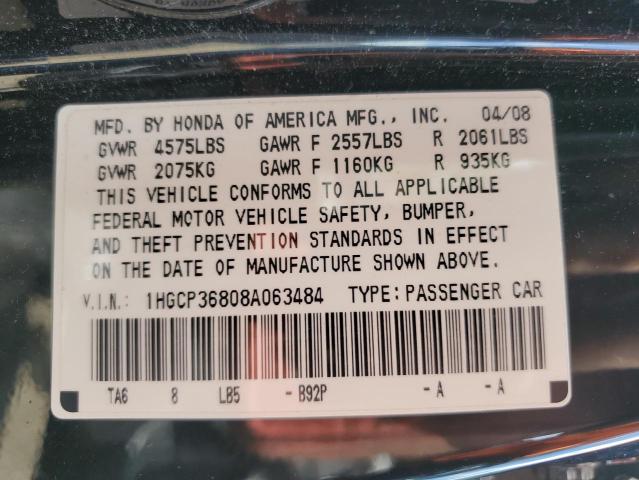 MFD. BY HONDA OF AMERICA MFG., INC. 04/08
GVWR 4575LBS GAWR F 2557LBS R 2061LBS
GVWR 2075KG GAWR F 1160KG R 935KG
THIS VEHICLE CONFORMS TO ALL APPLICABLE
FEDERAL MOTOR VEHICLE SAFETY, BUMPER,
AND THEFT PREVENTION STANDARDS IN EFFECT
ON THE DATE OF MANUFACTURE SHOWN ABOVE.
V.I.N.: 1HGCP36808A063484 TYPE: PASSENGER CAR
TA6 8 LB5 -B92P -A -A